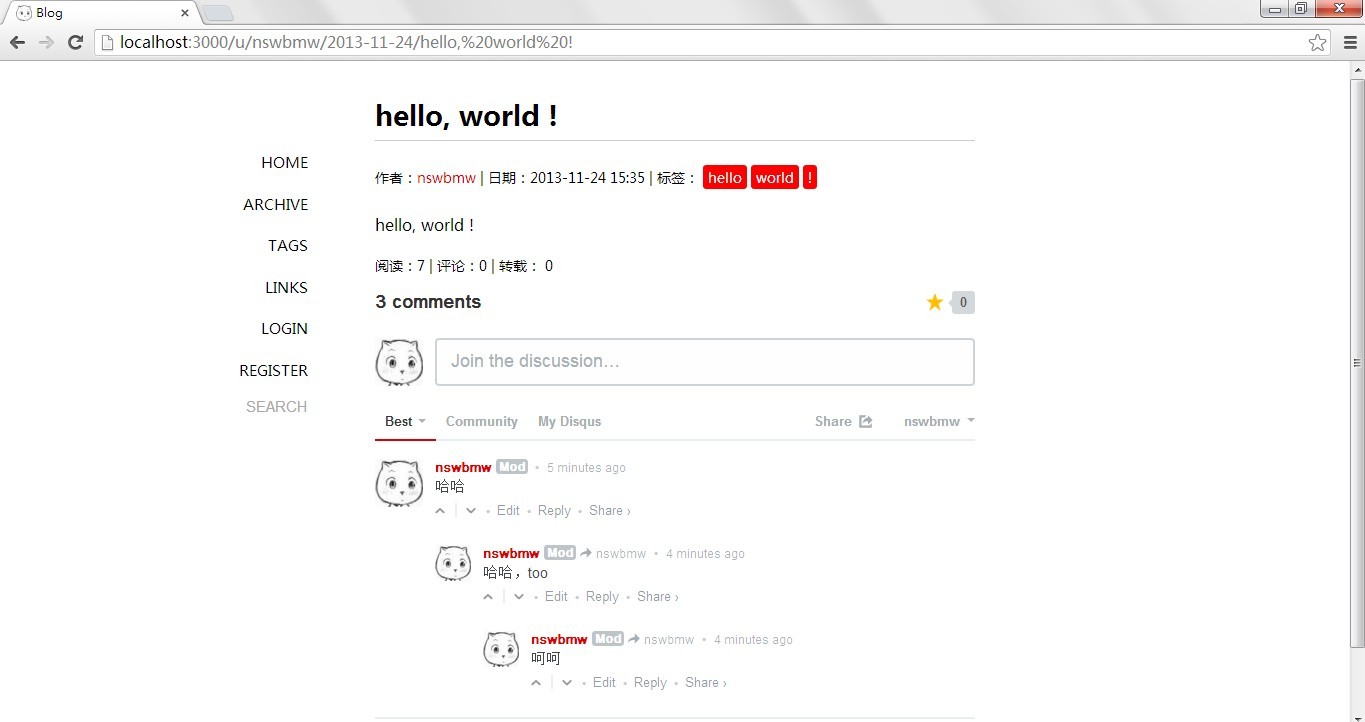 Blog
localhost:3000/u/nswbmw/2013-11-24/hello,%20world%20!
hello, world !
HOME
ARCHIVE
TAGS
LINKS
LOGIN
REGISTER
SEARCH
作者：nswbmw | 日期：2013-11-24 15:35 | 标签： hello world !
hello, world !
阅读：7 | 评论：0 | 转载： 0
3 comments 0
Join the discussion…
Best Community My Disqus Share nswbmw
nswbmw Mod • 5 minutes ago
哈哈
• Edit • Reply • Share ›
nswbmw Mod nswbmw • 4 minutes ago
哈哈，too
• Edit • Reply • Share ›
nswbmw Mod nswbmw • 4 minutes ago
呵呵
• Edit • Reply • Share ›